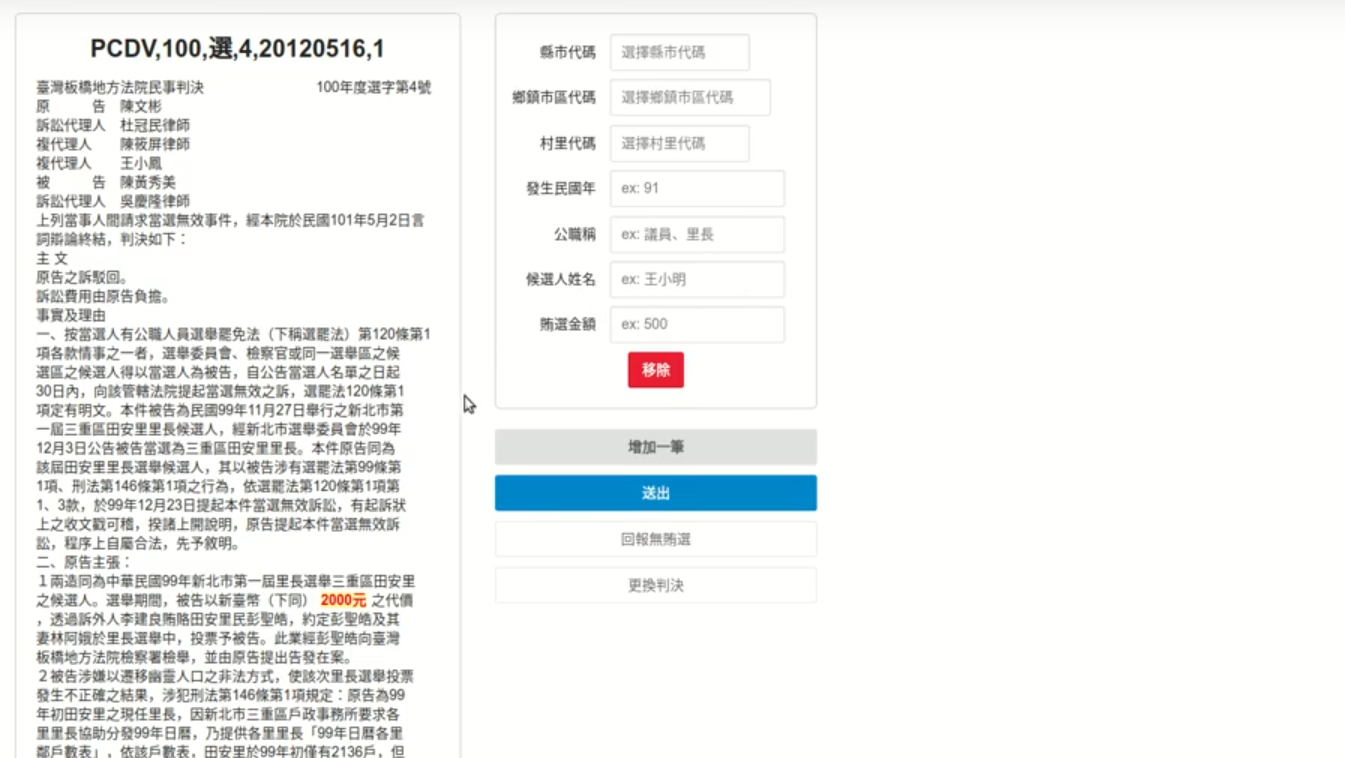 PCDV,100,選,4,20120516,1
臺灣板橋地方法院民事判決 100年度選字第4號
原 告 陳文彬
訴訟代理人 杜冠民律師
複代理人 陳筱屏律師
複代理人 王小鳳
被 告 陳黃秀美
訴訟代理人 吳慶隆律師
上列當事人間請求當選無效事件，經本院於民國101年5月2日言
詞辯論終結，判決如下：
主 文
原告之訴駁回。
訴訟費用由原告負擔。
事實及理由
一、按當選人有公職人員選舉罷免法（下稱選罷法）第120條第1
項各款情事之一者，選舉委員會、檢察官或同一選舉區之候
選區之候選人得以當選人為被告，自公告當選人名單之日起
30日內，向該管轄法院提起當選無效之訴，選罷法120條第1
項定有明文。本件被告為民國99年11月27日舉行之新北市第
一屆三重區田安里里長候選人，經新北市選舉委員會於99年
12月3日公告被告當選為三重區田安里里長。本件原告同為
該屆田安里里長選舉候選人，其以被告涉有選罷法第99條第
1項、刑法第146條第1項之行為，依選罷法第120條第1項第
1、3款，於99年12月23日提起本件當選無效訴訟，有起訴狀
上之收文戳可稽，揆諸上開說明，原告提起本件當選無效訴
訟，程序上自屬合法，先予敘明。
二、原告主張：
１兩造同為中華民國99年新北市第一屆里長選舉三重區田安里
之候選人。選舉期間，被告以新臺幣（下同） 2000元 之代價
，透過訴外人李建良賄賂田安里民彭聖皓，約定彭聖皓及其
妻林阿娥於里長選舉中，投票予被告。此業經彭聖皓向臺灣
板橋地方法院檢察署檢舉，並由原告提出告發在案。
２被告涉嫌以遷移幽靈人口之非法方式，使該次里長選舉投票
發生不正確之結果，涉犯刑法第146條第1項規定：原告為99
年初田安里之現任里長，因新北市三重區戶政事務所要求各
里里長協助分發99年日曆，乃提供各里里長「99年日曆各里
鄰戶數表」，依該戶數表，田安里於99年初僅有2136戶，但
縣市代碼 選擇縣市代碼
鄉鎮市區代碼 選擇鄉鎮市區代碼
村里代碼 選擇村里代碼
發生民國年 ex: 91
公職稱 ex: 議員、里長
候選人姓名 ex: 王小明
賄選金額 ex: 500
移除
增加一筆
送出
回報無賄選
更換判決